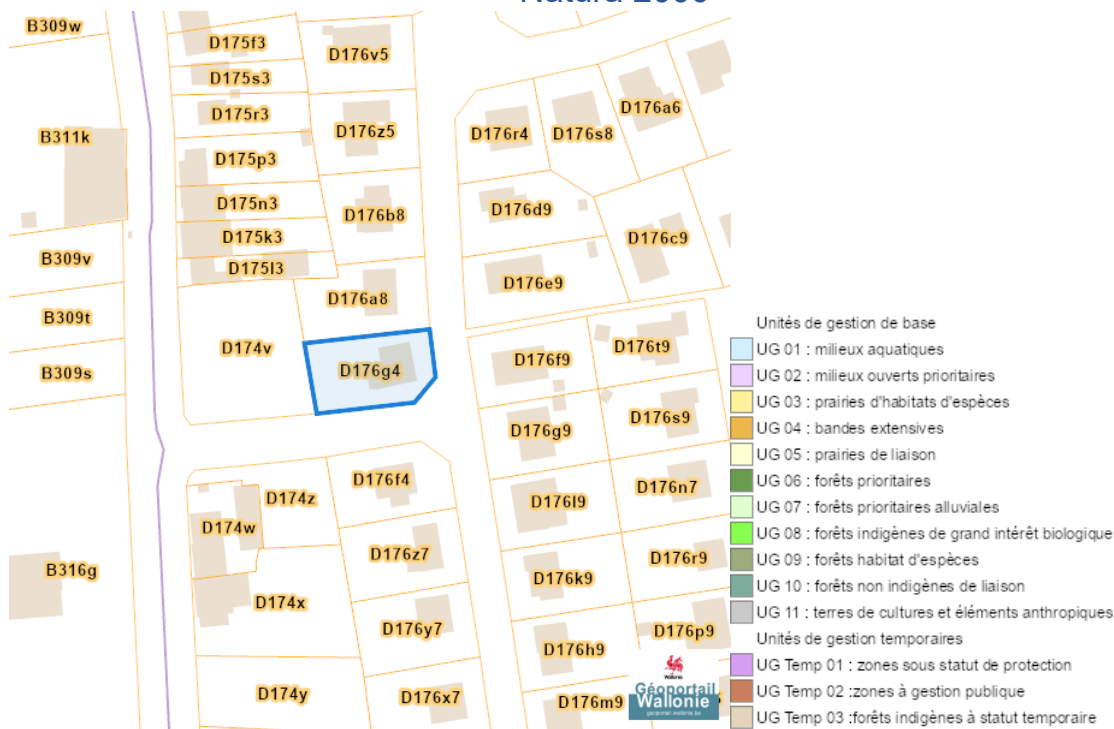 Natura 2000
B309w
D175f3
D176v5
D175s3
D175r3
D176z5
D176r4
D176s8
D176a6
B311k
D175p3
D175n3
D176b8
D176d9
D175k3
D176c9
B309v
D175l3
D176a8
D176e9
B309t
D174v
D176f9
D176t9
B309s
D176g4
D176g9
D176s9
D176f4
D174z
D176l9
D176n7
D174w
D176z7
B316g
D176k9
D176r9
D174x
D176y7
D176h9
D176p9
D174y
D176x7
D176m9
Wallonie
Géoportail
Wallonie
geoportail.wallonie.be
Unités de gestion de base
UG 01 : milieux aquatiques
UG 02 : milieux ouverts prioritaires
UG 03 : prairies d'habitats d'espèces
UG 04 : bandes extensives
UG 05 : prairies de liaison
UG 06 : forêts prioritaires
UG 07 : forêts prioritaires alluviales
UG 08 : forêts indigènes de grand intérêt biologique
UG 09 : forêts habitat d'espèces
UG 10 : forêts non indigènes de liaison
UG 11 : terres de cultures et éléments anthropiques
Unités de gestion temporaires
UG Temp 01 : zones sous statut de protection
UG Temp 02 :zones à gestion publique
UG Temp 03 :forêts indigènes à statut temporaire